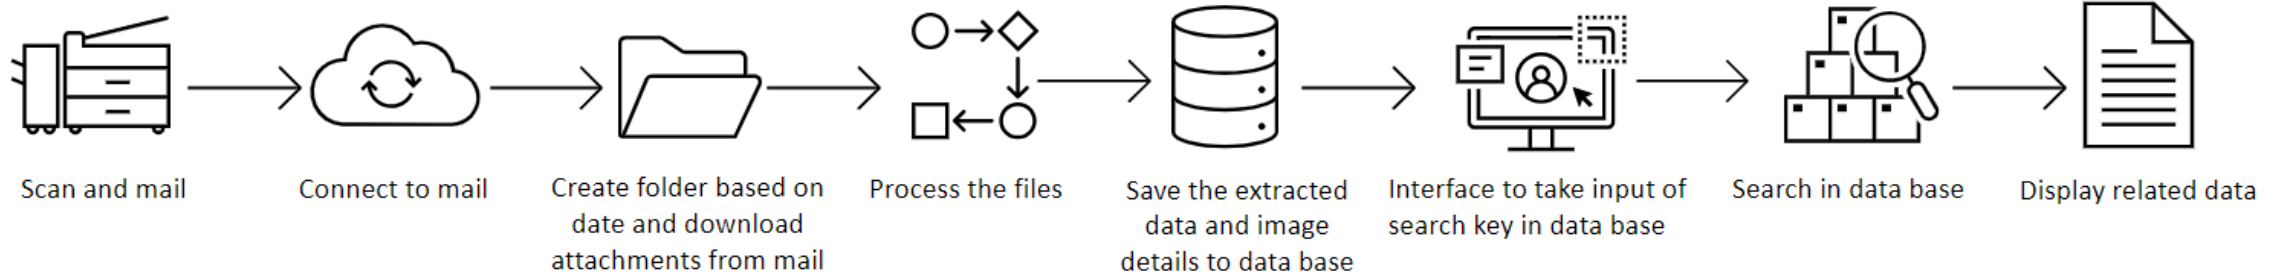 Scan and mail
Connect to mail
Create folder based on
date and download
attachments from mail
Process the files
Save the extracted
data and image
details to data base
Interface to take input of
search key in data base
Search in data base
Display related data